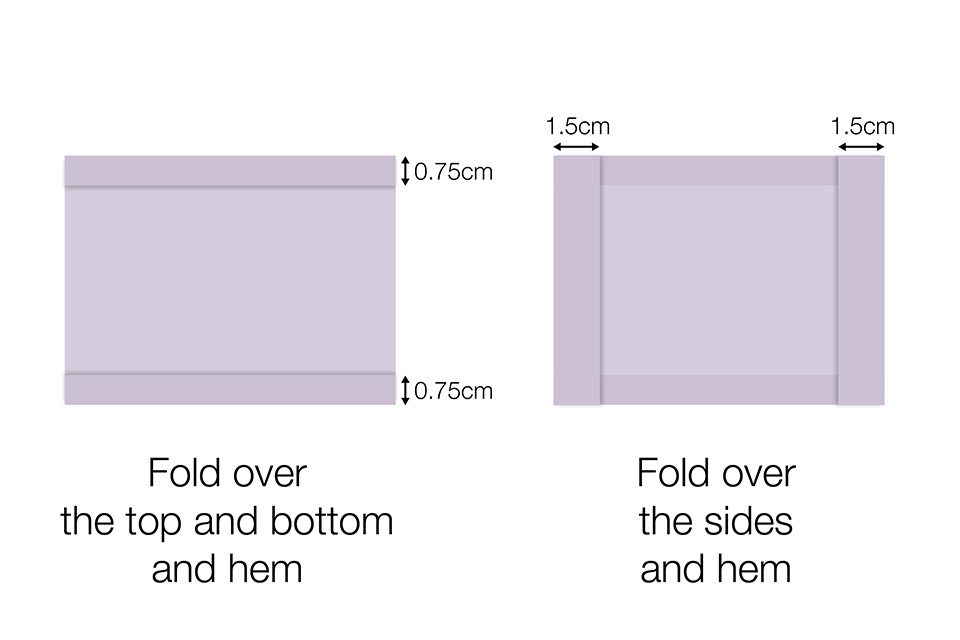 1.5cm
1.5cm
0.75cm
0.75cm
Fold over
the top and bottom
and hem
Fold over
the sides
and hem